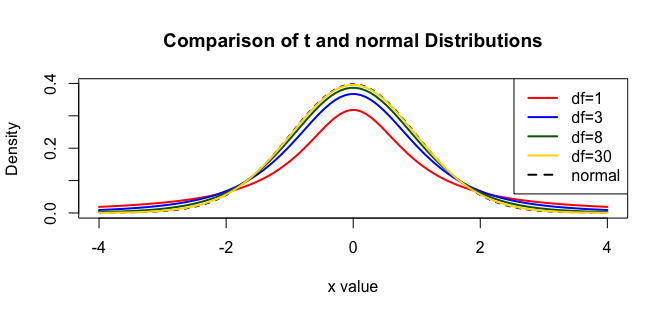 Comparison of t and normal Distributions
Density
0.0
0.2
0.4
df=1
df=3
df=8
df=30
normal
-4
-2
0
2
4
x value